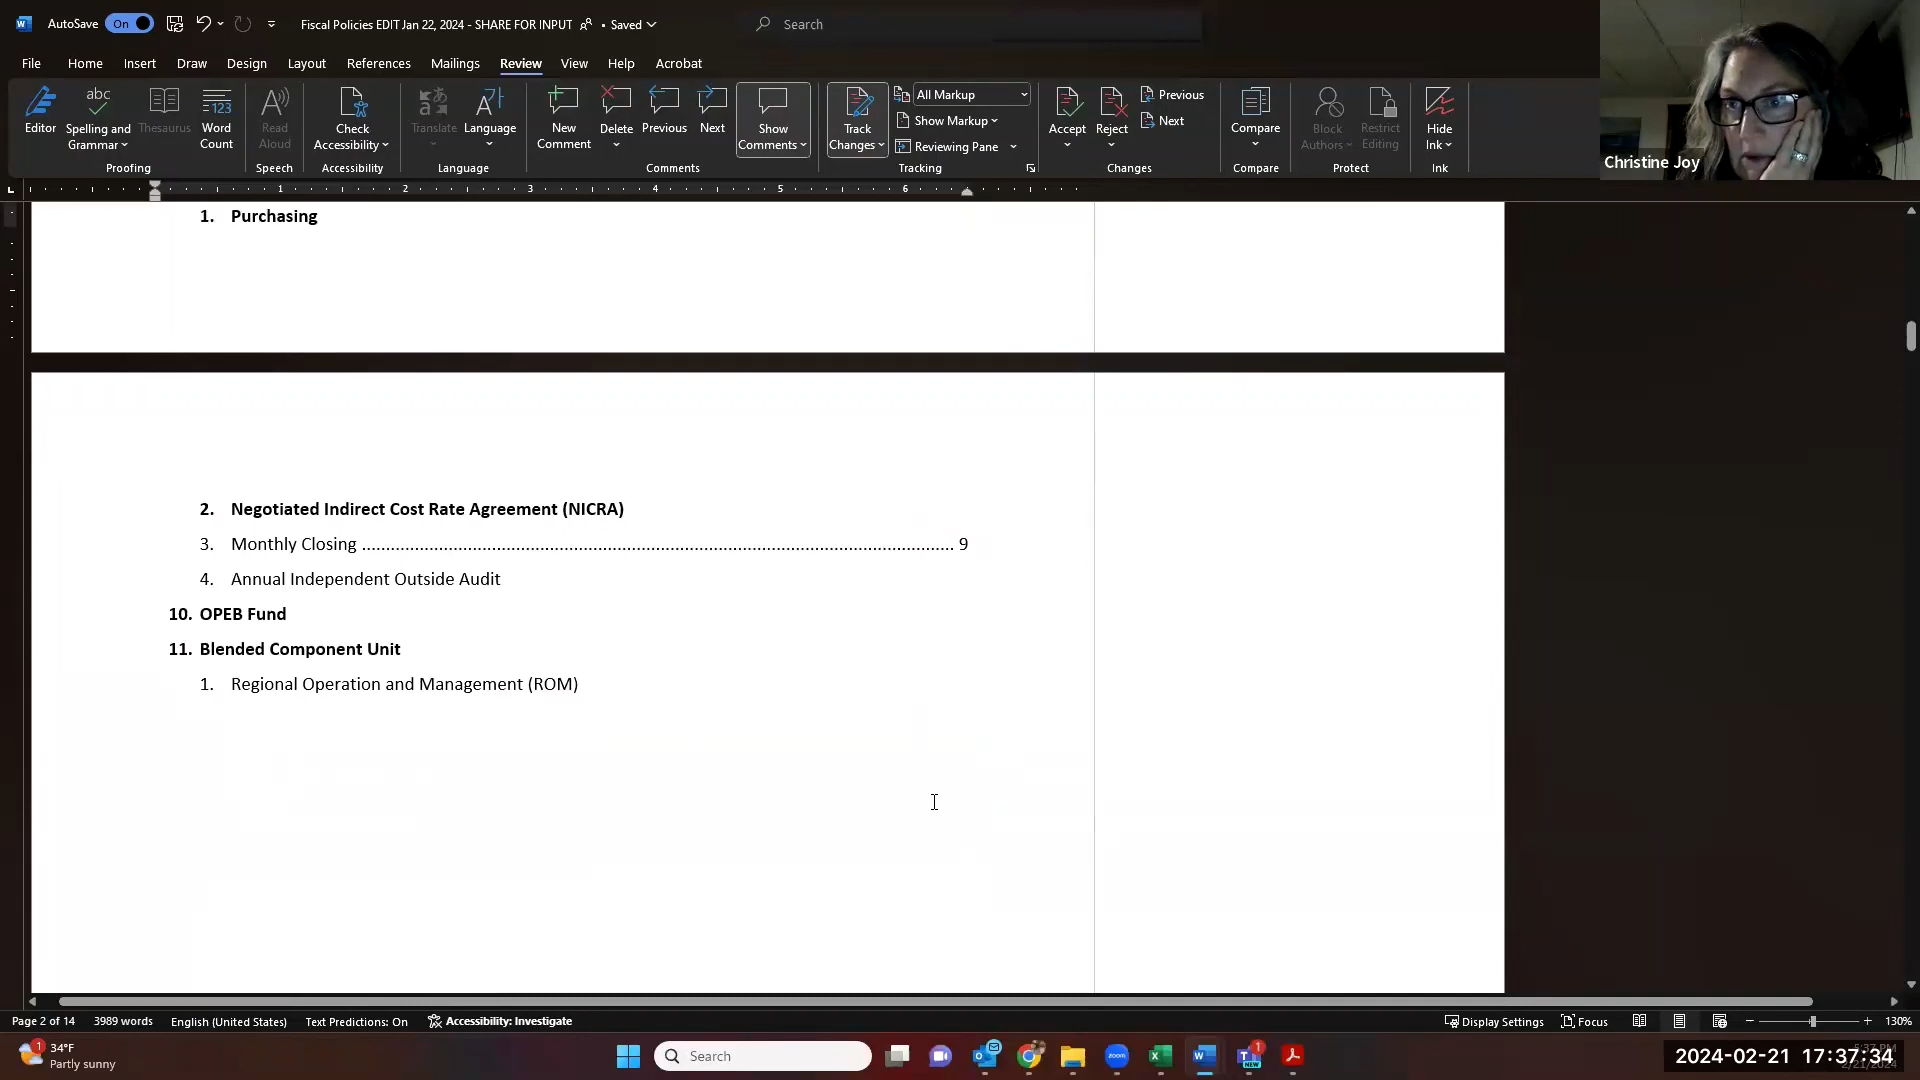 AutoSave On Fiscal Policies EDIT Jan 22, 2024 - SHARE FOR INPUT • Saved Search
File Home Insert Draw Design Layout References Mailings Review View Help Acrobat
Editor
Spelling and Grammar
Thesaurus
Word Count
Read Aloud
Check Accessibility
Translate
Language
New Comment
Delete
Previous
Next
Show Comments
Track Changes
All Markup
Show Markup
Reviewing Pane
Accept
Reject
Previous
Next
Compare
Block Authors
Restrict Editing
Hide Ink
Proofing Speech Accessibility Language Comments Tracking Changes Compare Protect Ink
Christine Joy
1 2 3 4 5 6
1. Purchasing
2. Negotiated Indirect Cost Rate Agreement (NICRA)
3. Monthly Closing ........................................................................................................................... 9
4. Annual Independent Outside Audit
10. OPEB Fund
11. Blended Component Unit
1. Regional Operation and Management (ROM)
Page 2 of 14 3989 words English (United States) Text Predictions: On Accessibility: Investigate Display Settings Focus 130%
34°F
Partly sunny
Search
2024-02-21 17:37:34